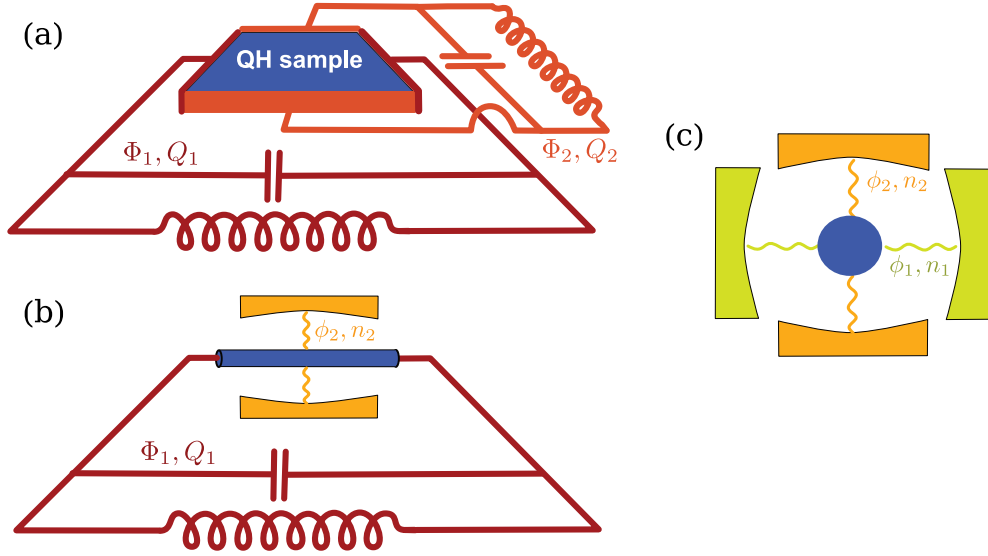 (a)
QH sample
Φ₁, Q₁
Φ₂, Q₂
(b)
ϕ₂, n₂
Φ₁, Q₁
(c)
ϕ₂, n₂
ϕ₁, n₁